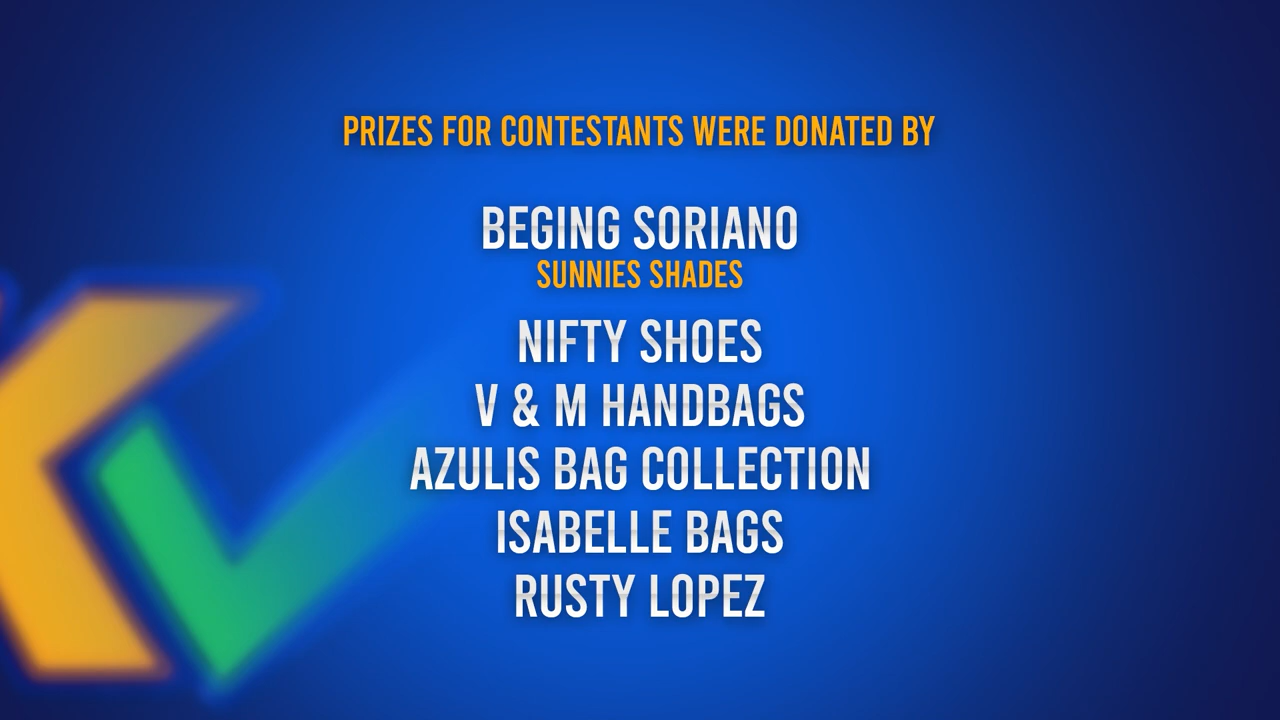 PRIZES FOR CONTESTANTS WERE DONATED BY
BEGING SORIANO
SUNNIES SHADES
NIFTY SHOES
V & M HANDBAGS
AZULIS BAG COLLECTION
ISABELLE BAGS
RUSTY LOPEZ